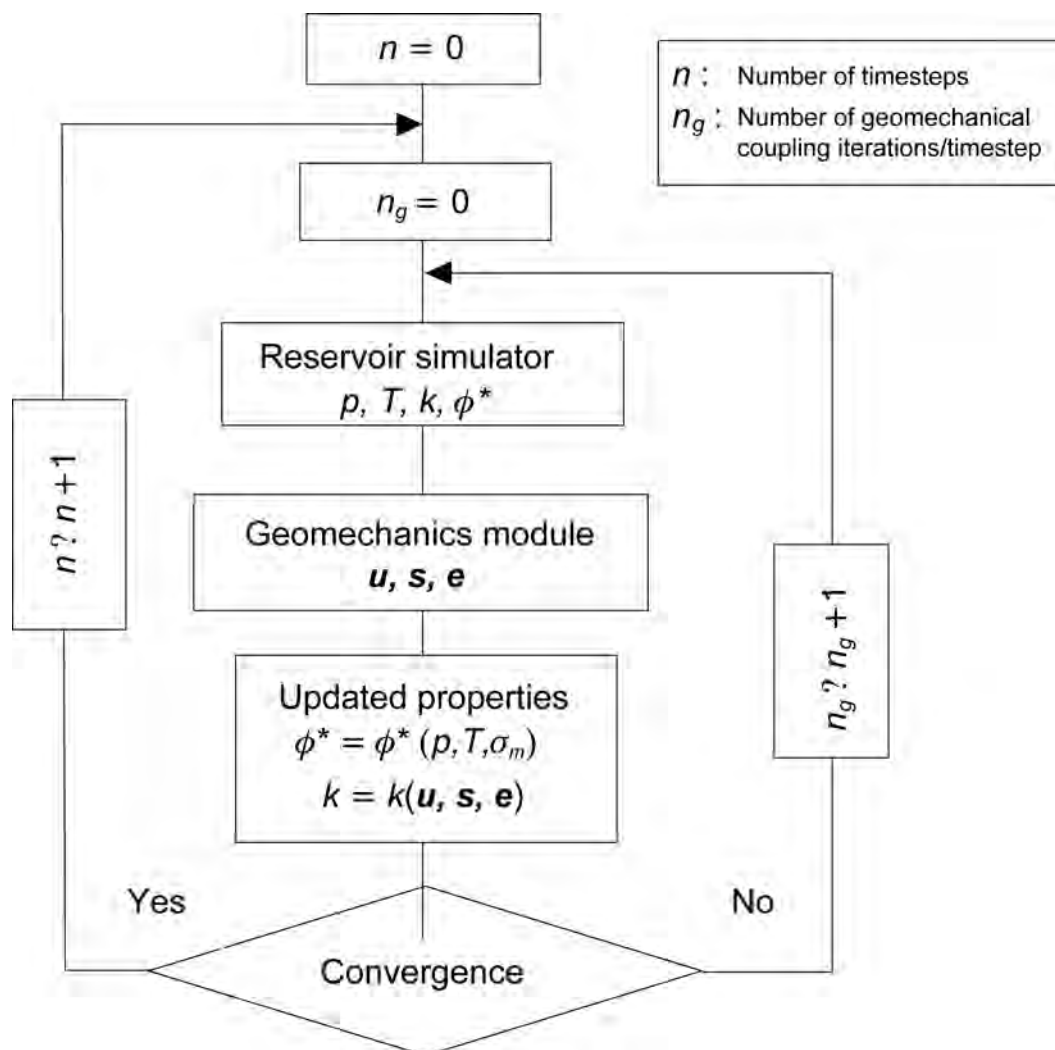 n = 0
n : Number of timesteps
n_g : Number of geomechanical
coupling iterations/timestep
n_g = 0
Reservoir simulator
p, T, k, ϕ*
n ? n + 1
Geomechanics module
u, s, e
n_g ? n_g + 1
Updated properties
ϕ* = ϕ* (p,T,σ_m)
k = k(u, s, e)
Yes
No
Convergence